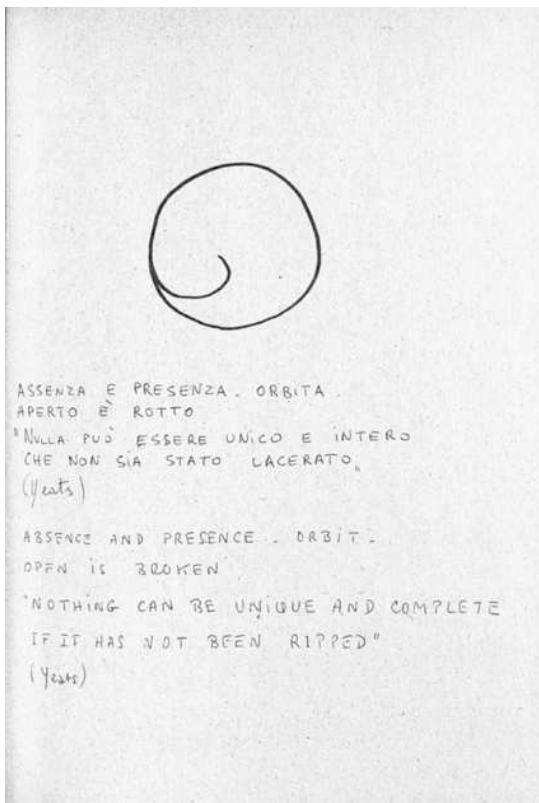 ASSENZA E PRESENZA. ORBITA.
APERTO È ROTTO
"NULLA PUÒ ESSERE UNICO E INTERO
CHE NON SIA STATO LACERATO"
(Yeats)
ABSENCE AND PRESENCE. ORBIT.
OPEN IS BROKEN
"NOTHING CAN BE UNIQUE AND COMPLETE
IF IT HAS NOT BEEN RIPPED"
(Yeats)